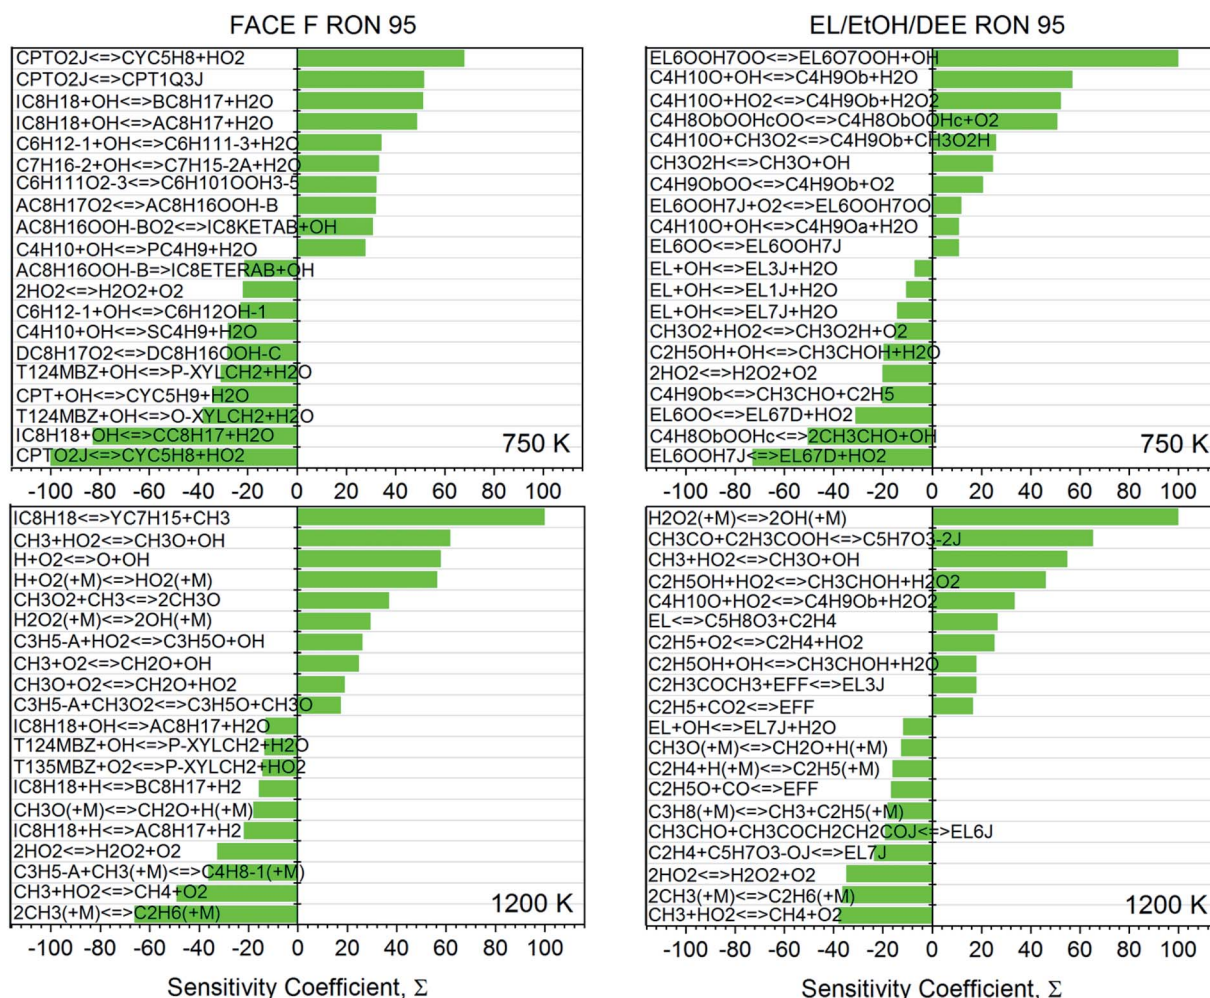 FACE F RON 95
CPTO2J<=>CYC5H8+HO2
CPTO2J<=>CPT1Q3J
IC8H18+OH<=>BC8H17+H2O
IC8H18+OH<=>AC8H17+H2O
C6H12-1+OH<=>C6H111-3+H2O
C7H16-2+OH<=>C7H15-2A+H2O
C6H111O2-3<=>C6H101OOH3-5
AC8H17O2<=>AC8H16OOH-B
AC8H16OOH-BO2<=>IC8KETAB+OH
C4H10+OH<=>PC4H9+H2O
AC8H16OOH-B=>IC8ETERAB+OH
2HO2<=>H2O2+O2
C6H12-1+OH<=>C6H12OH-1
C4H10+OH<=>SC4H9+H2O
DC8H17O2<=>DC8H16OOH-C
T124MBZ+OH<=>P-XYLCH2+H2O
CPT+OH<=>CYC5H9+H2O
T124MBZ+OH<=>O-XYLCH2+H2O
IC8H18+OH<=>CC8H17+H2O
CPTO2J<=>CYC5H8+HO2
750 K
-100 -80 -60 -40 -20 0 20 40 60 80 100
IC8H18<=>YC7H15+CH3
CH3+HO2<=>CH3O+OH
H+O2<=>O+OH
H+O2(+M)<=>HO2(+M)
CH3O2+CH3<=>2CH3O
H2O2(+M)<=>2OH(+M)
C3H5-A+HO2<=>C3H5O+OH
CH3+O2<=>CH2O+OH
CH3O+O2<=>CH2O+HO2
C3H5-A+CH3O2<=>C3H5O+CH3O
IC8H18+OH<=>AC8H17+H2O
T124MBZ+OH<=>P-XYLCH2+H2O
T135MBZ+O2<=>P-XYLCH2+HO2
IC8H18+H<=>BC8H17+H2
CH3O(+M)<=>CH2O+H(+M)
IC8H18+H<=>AC8H17+H2
2HO2<=>H2O2+O2
C3H5-A+CH3(+M)<=>C4H8-1(+M)
CH3+HO2<=>CH4+O2
2CH3(+M)<=>C2H6(+M)
1200 K
-100 -80 -60 -40 -20 0 20 40 60 80 100
Sensitivity Coefficient, Σ
EL/EtOH/DEE RON 95
EL6OOH7OO<=>EL6O7OOH+OH
C4H10O+OH<=>C4H9Ob+H2O
C4H10O+HO2<=>C4H9Ob+H2O2
C4H8ObOOHcOO<=>C4H8ObOOHc+O2
C4H10O+CH3O2<=>C4H9Ob+CH3O2H
CH3O2H<=>CH3O+OH
C4H9ObOO<=>C4H9Ob+O2
EL6OOH7J+O2<=>EL6OOH7OO
C4H10O+OH<=>C4H9Oa+H2O
EL6OO<=>EL6OOH7J
EL+OH<=>EL3J+H2O
EL+OH<=>EL1J+H2O
EL+OH<=>EL7J+H2O
CH3O2+HO2<=>CH3O2H+O2
C2H5OH+OH<=>CH3CHOH+H2O
2HO2<=>H2O2+O2
C4H9Ob<=>CH3CHO+C2H5
EL6OO<=>EL67D+HO2
C4H8ObOOHc<=>2CH3CHO+OH
EL6OOH7J<=>EL67D+HO2
750 K
-100 -80 -60 -40 -20 0 20 40 60 80 100
H2O2(+M)<=>2OH(+M)
CH3CO+C2H3COOH<=>C5H7O3-2J
CH3+HO2<=>CH3O+OH
C2H5OH+HO2<=>CH3CHOH+H2O2
C4H10O+HO2<=>C4H9Ob+H2O2
EL<=>C5H8O3+C2H4
C2H5+O2<=>C2H4+HO2
C2H5OH+OH<=>CH3CHOH+H2O
C2H3COCH3+EFF<=>EL3J
C2H5+CO2<=>EFF
EL+OH<=>EL7J+H2O
CH3O(+M)<=>CH2O+H(+M)
C2H4+H(+M)<=>C2H5(+M)
C2H5O+CO<=>EFF
C3H8(+M)<=>CH3+C2H5(+M)
CH3CHO+CH3COCH2CH2COJ<=>EL6J
C2H4+C5H7O3-OJ<=>EL7J
2HO2<=>H2O2+O2
2CH3(+M)<=>C2H6(+M)
CH3+HO2<=>CH4+O2
1200 K
-100 -80 -60 -40 -20 0 20 40 60 80 100
Sensitivity Coefficient, Σ